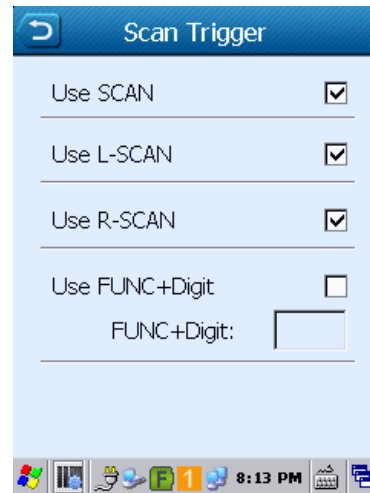 Scan Trigger
Use SCAN
Use L-SCAN
Use R-SCAN
Use FUNC+Digit
FUNC+Digit:
F 1 8:13 PM